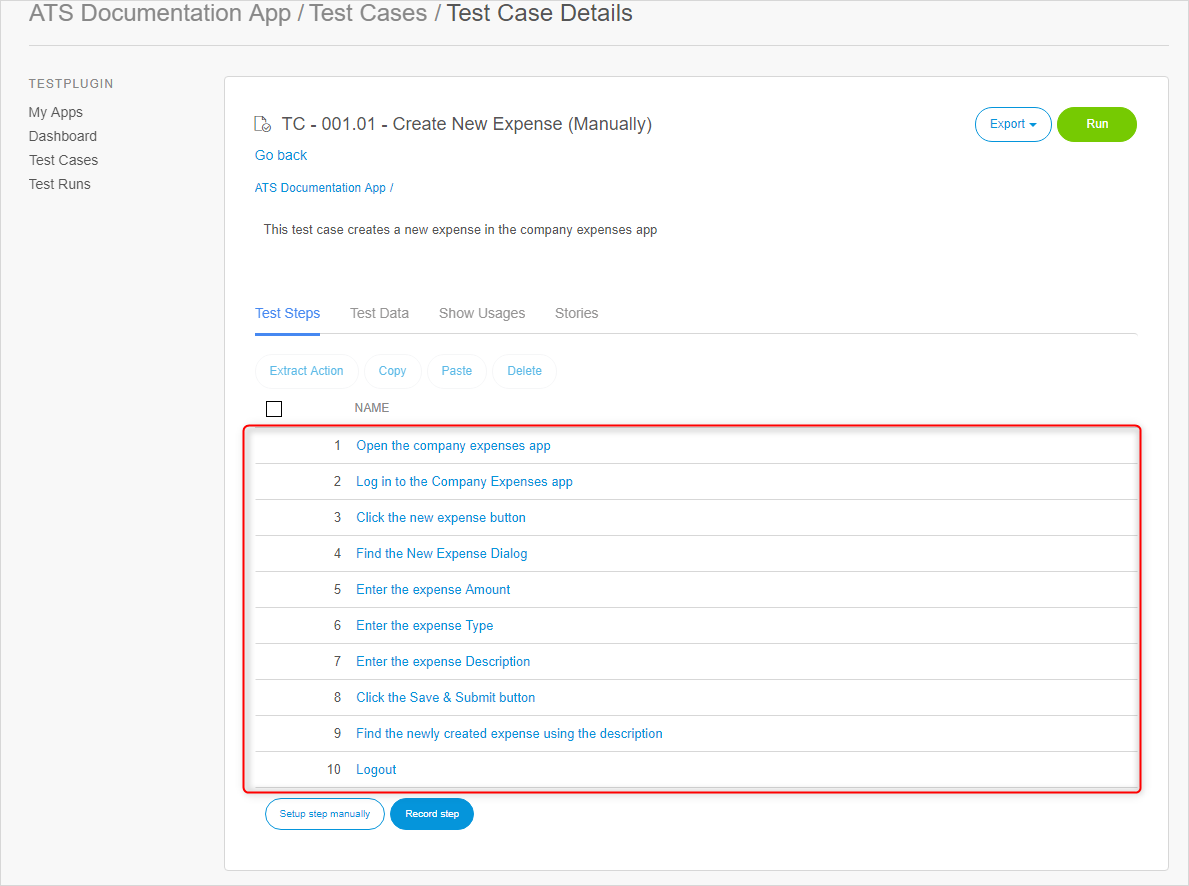 ATS Documentation App / Test Cases / Test Case Details
TESTPLUGIN
My Apps
Dashboard
Test Cases
Test Runs
TC - 001.01 - Create New Expense (Manually)
Export
Run
Go back
ATS Documentation App /
This test case creates a new expense in the company expenses app
Test Steps Test Data Show Usages Stories
Extract Action Copy Paste Delete
NAME
1 Open the company expenses app
2 Log in to the Company Expenses app
3 Click the new expense button
4 Find the New Expense Dialog
5 Enter the expense Amount
6 Enter the expense Type
7 Enter the expense Description
8 Click the Save & Submit button
9 Find the newly created expense using the description
10 Logout
Setup step manually Record step